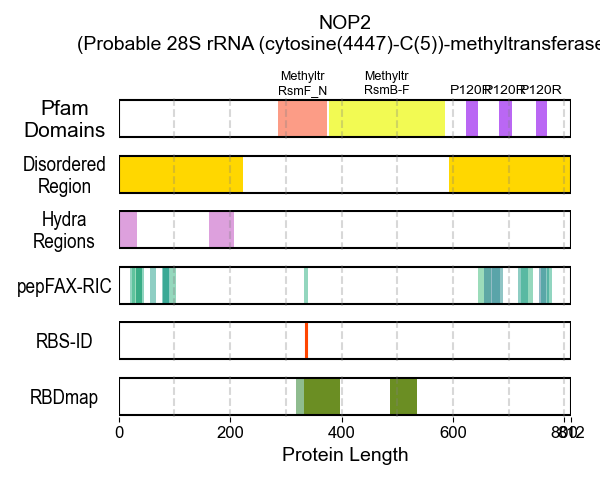 NOP2
(Probable 28S rRNA (cytosine(4447)-C(5))-methyltransferase
Methyltr
RsmF_N
Methyltr
RsmB-F
P120R P120R P120R
Pfam
Domains
Disordered
Region
Hydra
Regions
pepFAX-RIC
RBS-ID
RBDmap
0 200 400 600 800 812
Protein Length